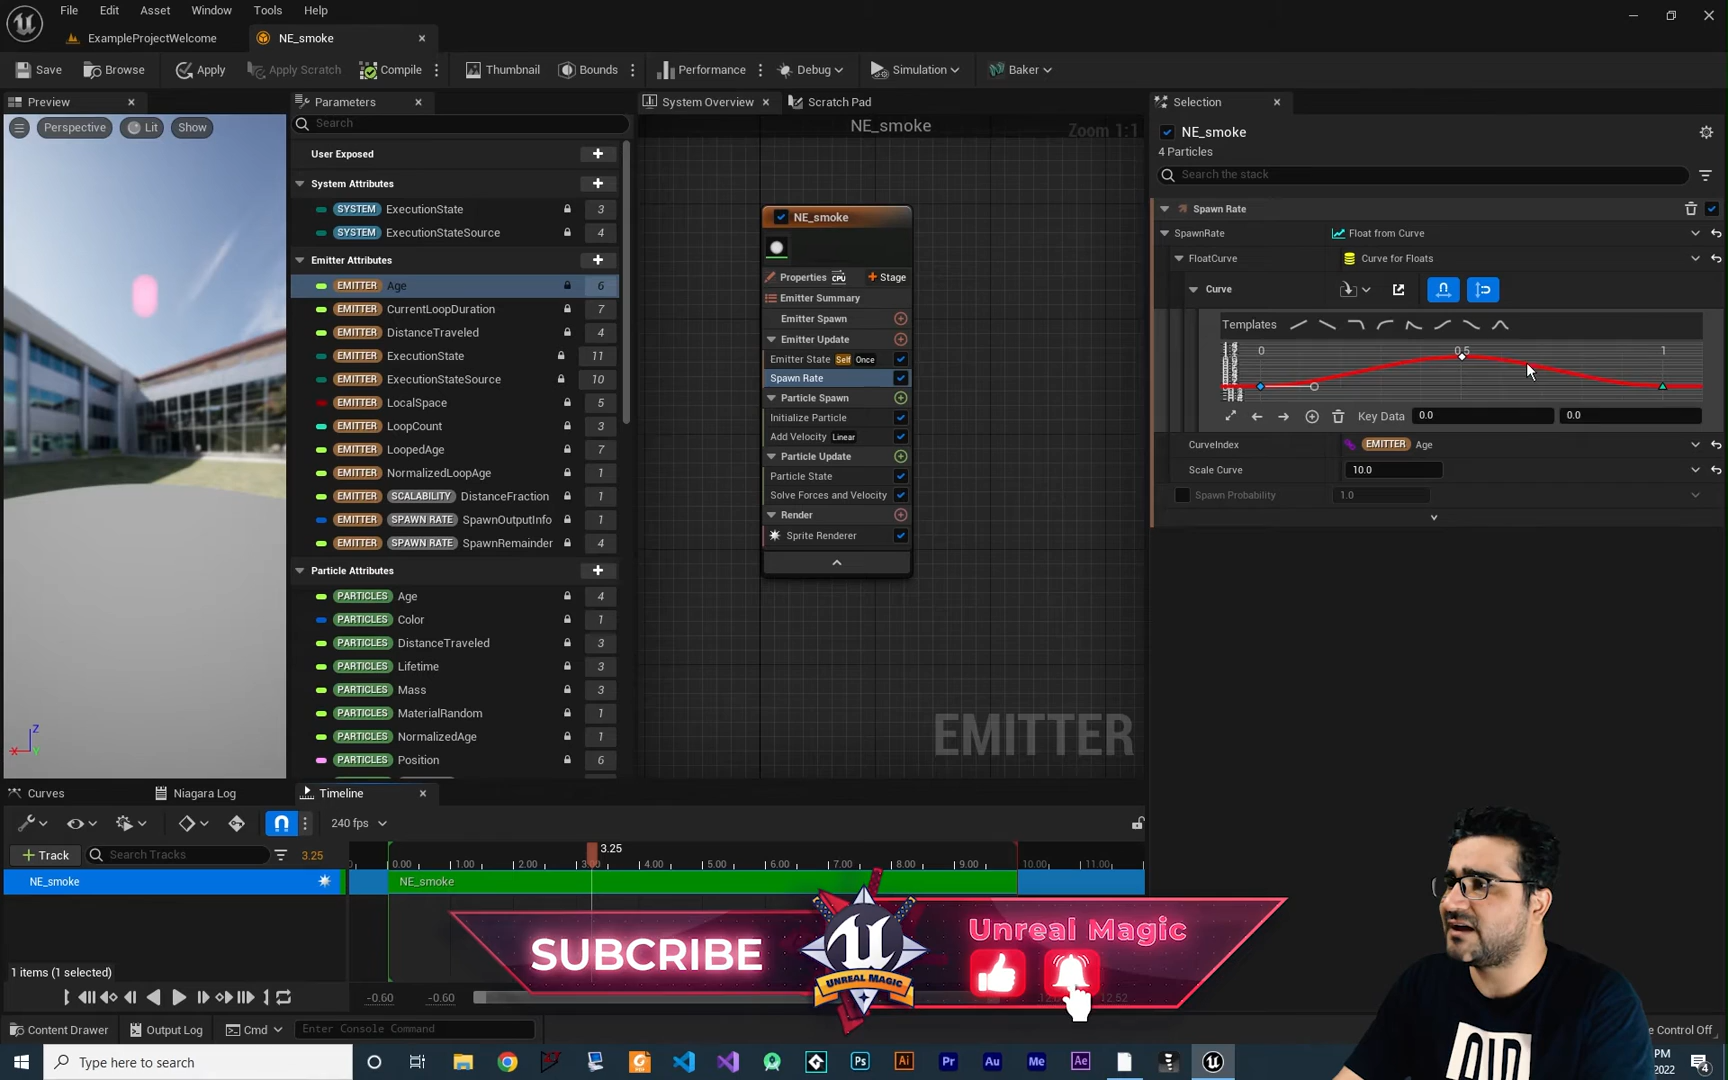 File Edit Asset Window Tools Help
ExampleProjectWelcome NE_smoke
Save Browse Apply Apply Scratch Compile Thumbnail Bounds Performance Debug Simulation Baker
Preview Parameters System Overview Scratch Pad Selection
Perspective Lit Show
Search
NE_smoke Zoom 1:1
NE_smoke
4 Particles
Search the stack
User Exposed
System Attributes
SYSTEM ExecutionState 3
SYSTEM ExecutionStateSource 4
Emitter Attributes
EMITTER Age 6
EMITTER CurrentLoopDuration 7
EMITTER DistanceTraveled 4
EMITTER ExecutionState 11
EMITTER ExecutionStateSource 10
EMITTER LocalSpace 5
EMITTER LoopCount 3
EMITTER LoopedAge 7
EMITTER NormalizedLoopAge 1
EMITTER SCALABILITY DistanceFraction 1
EMITTER SPAWN RATE SpawnOutputInfo 1
EMITTER SPAWN RATE SpawnRemainder 4
Particle Attributes
PARTICLES Age 4
PARTICLES Color 1
PARTICLES DistanceTraveled 3
PARTICLES Lifetime 3
PARTICLES Mass 3
PARTICLES MaterialRandom 1
PARTICLES NormalizedAge 1
PARTICLES Position 6
NE_smoke
Properties CPU Stage
Emitter Summary
Emitter Spawn
Emitter Update
Emitter State Self Once
Spawn Rate
Particle Spawn
Initialize Particle
Add Velocity Linear
Particle Update
Particle State
Solve Forces and Velocity
Render
Sprite Renderer
EMITTER
Spawn Rate
SpawnRate Float from Curve
FloatCurve Curve for Floats
Curve
Templates
0 0.5 1
Key Data 0.0 0.0
CurveIndex EMITTER Age
Scale Curve 10.0
Spawn Probability 1.0
Curves Niagara Log Timeline
240 fps
Track Search Tracks 3.25
3.25
0.00 1.00 2.00 3.00 4.00 5.00 6.00 7.00 8.00 9.00 10.00 11.00
NE_smoke NE_smoke
SUBCRIBE
Unreal Magic
UNREAL MAGIC
1 items (1 selected)
-0.60 -0.60 12.52
Content Drawer Output Log Cmd Enter Console Command
e Control Off
Type here to search
Ps Ai Pr Au Me Ae
PM
2022
4